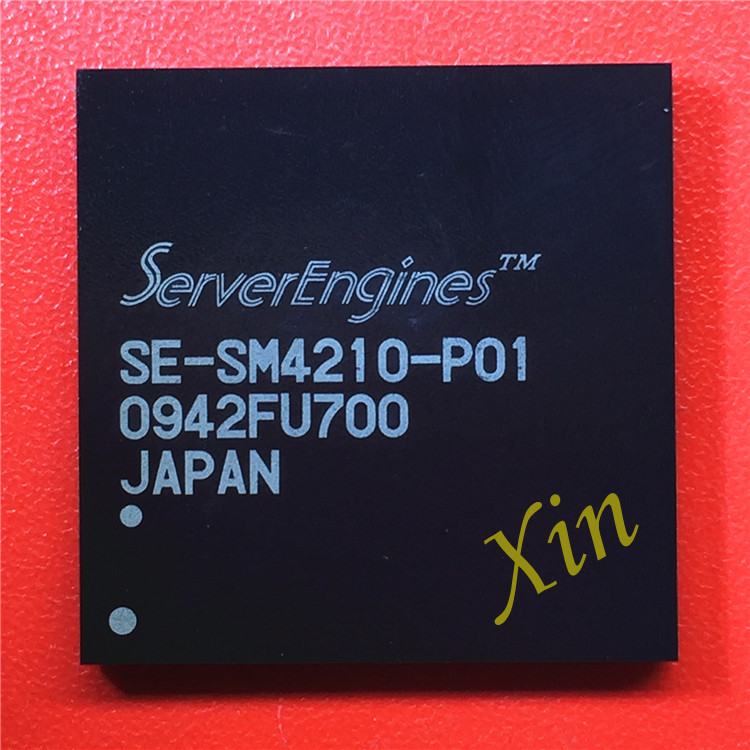 ServerEngines™
SE-SM4210-P01
0942FU700
JAPAN
Xin